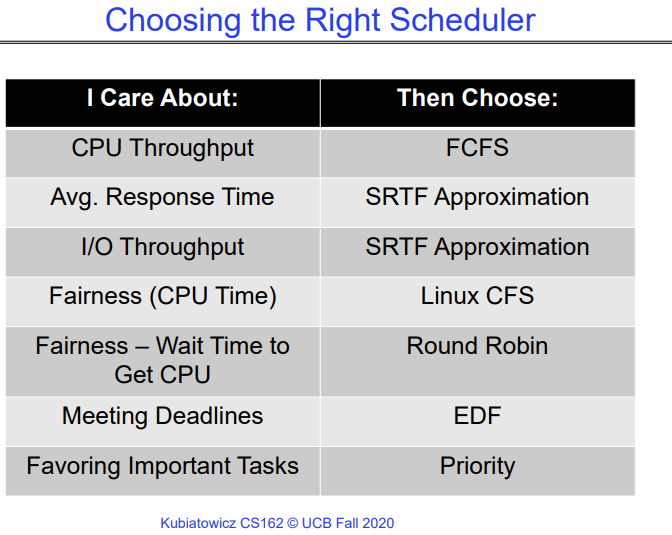 Choosing the Right Scheduler
I Care About: Then Choose:
CPU Throughput FCFS
Avg. Response Time SRTF Approximation
I/O Throughput SRTF Approximation
Fairness (CPU Time) Linux CFS
Fairness – Wait Time to Round Robin
Get CPU
Meeting Deadlines EDF
Favoring Important Tasks Priority
Kubiatowicz CS162 © UCB Fall 2020